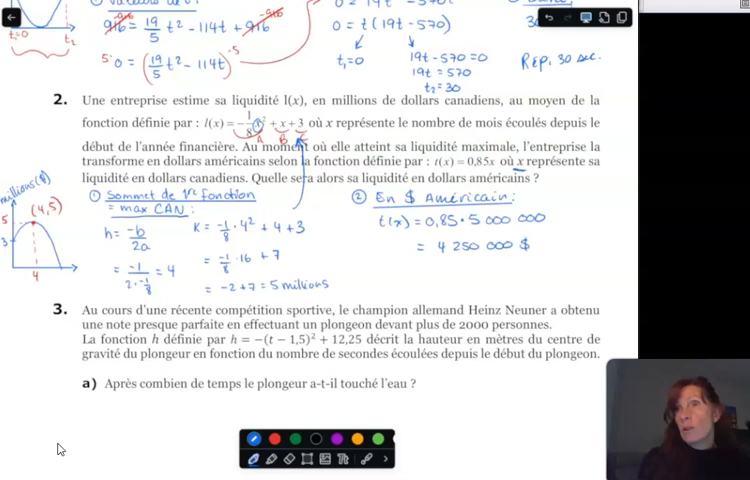 916 = 19/5 t² - 114t + 916
0 = (19/5 t² - 114t)
0 = t (19t - 570)
t₁=0
19t - 570 = 0
19t = 570
t₂ = 30
Rép. 30 sec.
t₁=0
t₂
2. Une entreprise estime sa liquidité l(x), en millions de dollars canadiens, au moyen de la
fonction définie par : l(x) = -1/8 x² + x + 3 où x représente le nombre de mois écoulés depuis le
A B C
début de l'année financière. Au moment où elle atteint sa liquidité maximale, l'entreprise la
transforme en dollars américains selon la fonction définie par : t(x) = 0,85x où x représente sa
liquidité en dollars canadiens. Quelle sera alors sa liquidité en dollars américains ?
millions ($)
5
3
(4,5)
4
① Sommet de 1re fonction
= max CAN.
h = -b/2a
= -1/(2·-1/8) = 4
K = -1/8 · 4² + 4 + 3
= -1/8 · 16 + 7
= -2 + 7 = 5 millions
② En $ Américain :
t(x) = 0,85 · 5 000 000
= 4 250 000 $
3. Au cours d'une récente compétition sportive, le champion allemand Heinz Neuner a obtenu
une note presque parfaite en effectuant un plongeon devant plus de 2000 personnes.
La fonction h définie par h = -(t - 1,5)² + 12,25 décrit la hauteur en mètres du centre de
gravité du plongeur en fonction du nombre de secondes écoulées depuis le début du plongeon.
a) Après combien de temps le plongeur a-t-il touché l'eau ?